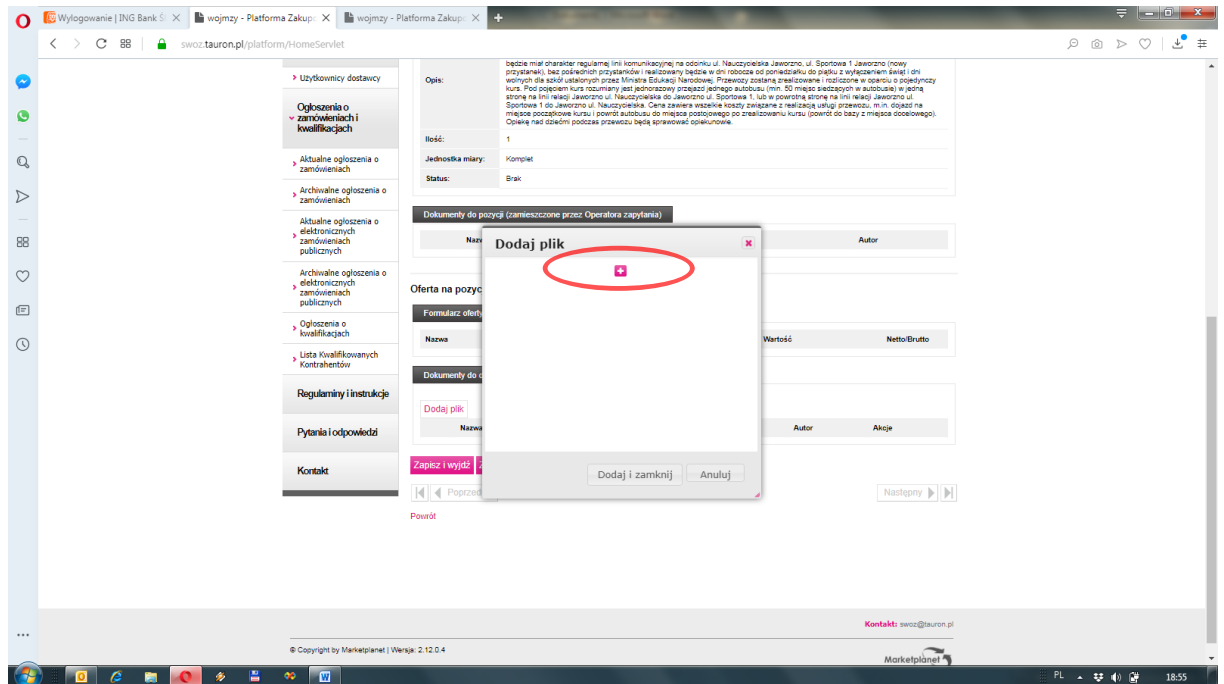 Wylogowanie | ING Bank Ś
wojmzy - Platforma Zakupo
wojmzy - Platforma Zakupo
swoz.tauron.pl/platform/HomeServlet
Użytkownicy dostawcy
Ogłoszenia o
zamówieniach i
kwalifikacjach
Aktualne ogłoszenia o
zamówieniach
Archiwalne ogłoszenia o
zamówieniach
Aktualne ogłoszenia o
elektronicznych
zamówieniach
publicznych
Archiwalne ogłoszenia o
elektronicznych
zamówieniach
publicznych
Ogłoszenia o
kwalifikacjach
Lista Kwalifikowanych
Kontrahentów
Regulaminy i instrukcje
Pytania i odpowiedzi
Kontakt
Opis:
będzie miał charakter regularnej linii komunikacyjnej na odcinku ul. Nauczycielska Jaworzno, ul. Sportowa 1 Jaworzno (nowy
przystanek), bez pośrednich przystanków i realizowany będzie w dni robocze od poniedziałku do piątku z wyłączeniem świąt i dni
wolnych dla szkół ustalonych przez Ministra Edukacji Narodowej. Przewozy zostaną zrealizowane i rozliczone w oparciu o pojedynczy
kurs. Pod pojęciem kurs rozumiany jest jednorazowy przejazd jednego autobusu (min. 50 miejsc siedzących w autobusie) w jedną
stronę na linii relacji Jaworzno ul. Nauczycielska do Jaworzno ul. Sportowa 1, lub w powrotną stronę na linii relacji Jaworzno ul.
Sportowa 1 do Jaworzno ul. Nauczycielska. Cena zawiera wszelkie koszty związane z realizacją usługi przewozu, m.in. dojazd na
miejsce początkowe kursu i powrót autobusu do miejsca postojowego po zrealizowaniu kursu (powrót do bazy z miejsca docelowego).
Opiekę nad dziećmi podczas przewozu będą sprawować opiekunowie.
Ilość: 1
Jednostka miary: Komplet
Status: Brak
Dokumenty do pozycji (zamieszczone przez Operatora zapytania)
Nazw
Autor
Dodaj plik
Oferta na pozyc
Formularz oferty
Nazwa
Wartość
Netto/Brutto
Dokumenty do o
Dodaj plik
Nazwa
Autor
Akcje
Dodaj i zamknij
Anuluj
Zapisz i wyjdź
Poprzed
Następny
Powrót
Kontakt: swoz@tauron.pl
© Copyright by Marketplanet | Wersja: 2.12.0.4
Marketplanet
PL
18:55